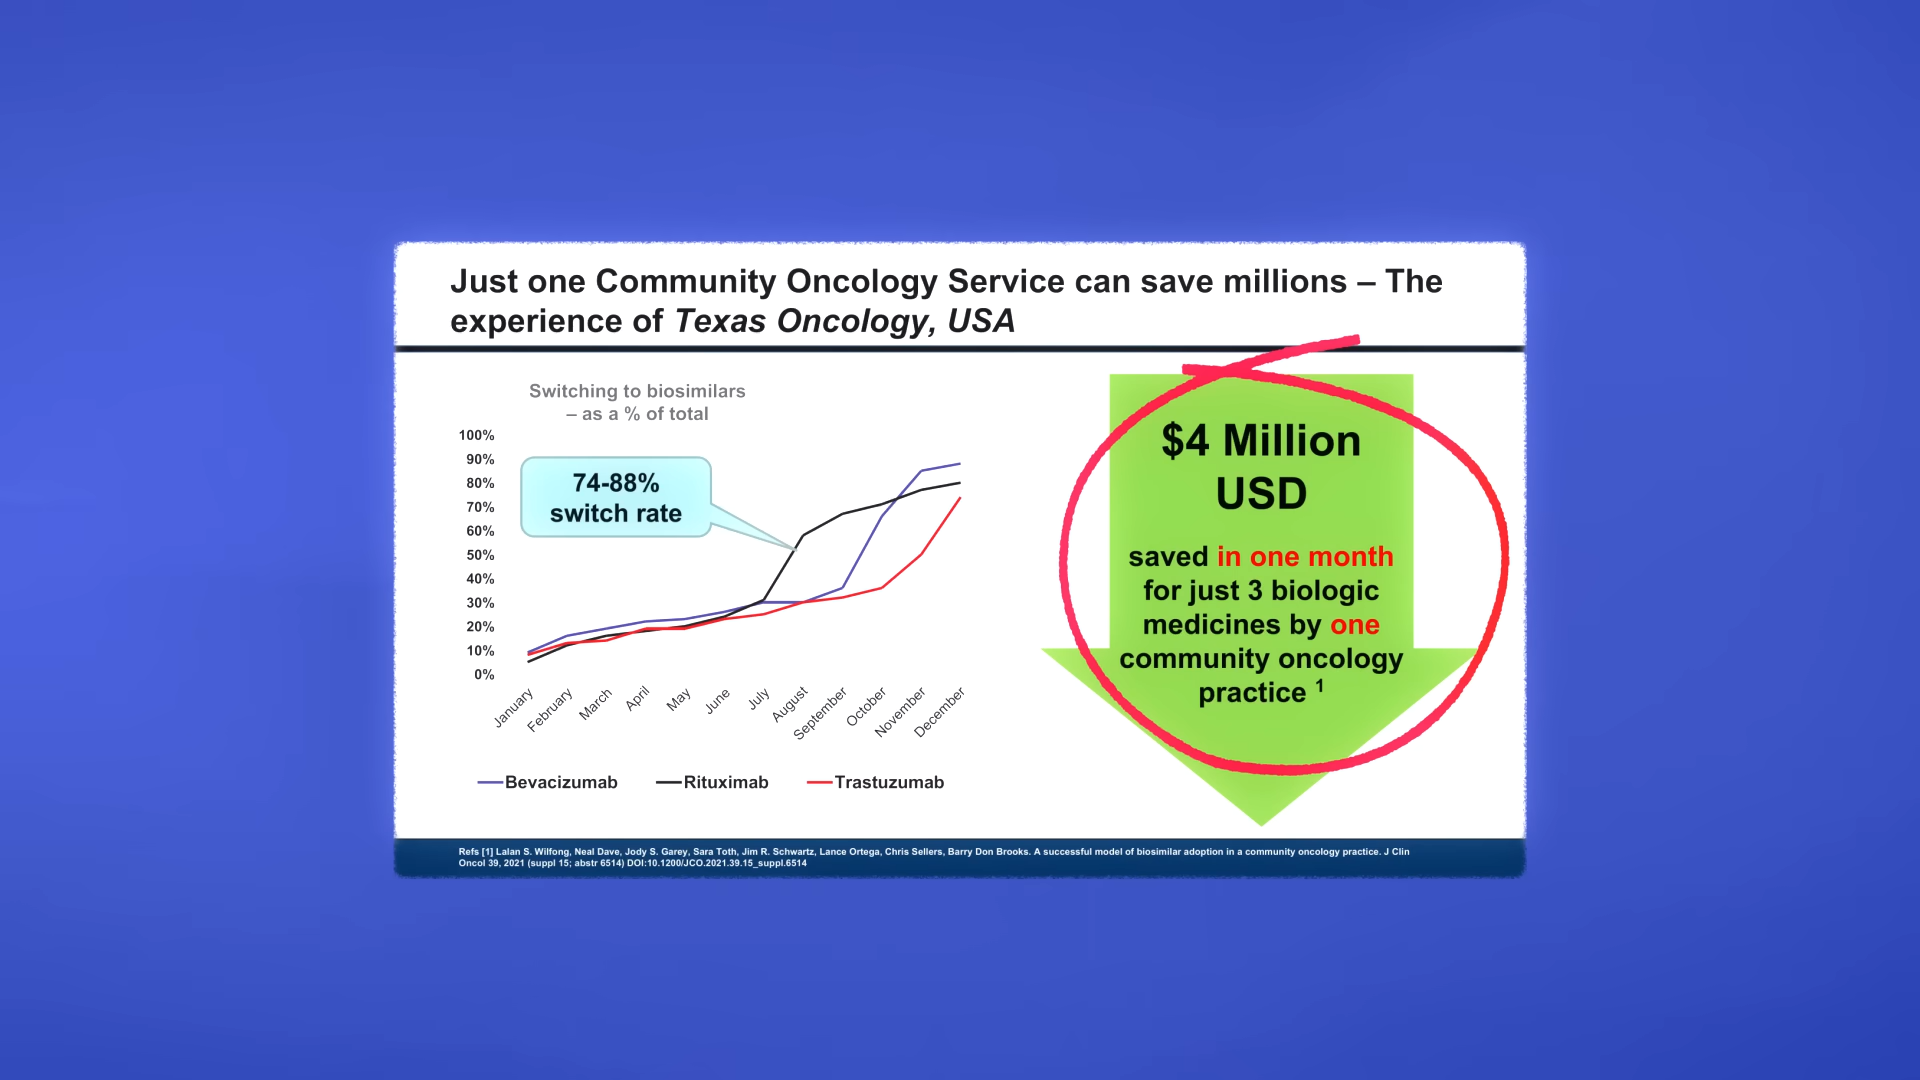 Just one Community Oncology Service can save millions – The
experience of Texas Oncology, USA
Switching to biosimilars
– as a % of total
100%
90%
80%
70%
60%
50%
40%
30%
20%
10%
0%
74-88%
switch rate
January
February
March
April
May
June
July
August
September
October
November
December
Bevacizumab
Rituximab
Trastuzumab
$4 Million
USD
saved in one month
for just 3 biologic
medicines by one
community oncology
practice 1
Refs [1] Lalan S. Wilfong, Neal Dave, Jody S. Garey, Sara Toth, Jim R. Schwartz, Lance Ortega, Chris Sellers, Barry Don Brooks. A successful model of biosimilar adoption in a community oncology practice. J Clin
Oncol 39, 2021 (suppl 15; abstr 6514) DOI:10.1200/JCO.2021.39.15_suppl.6514